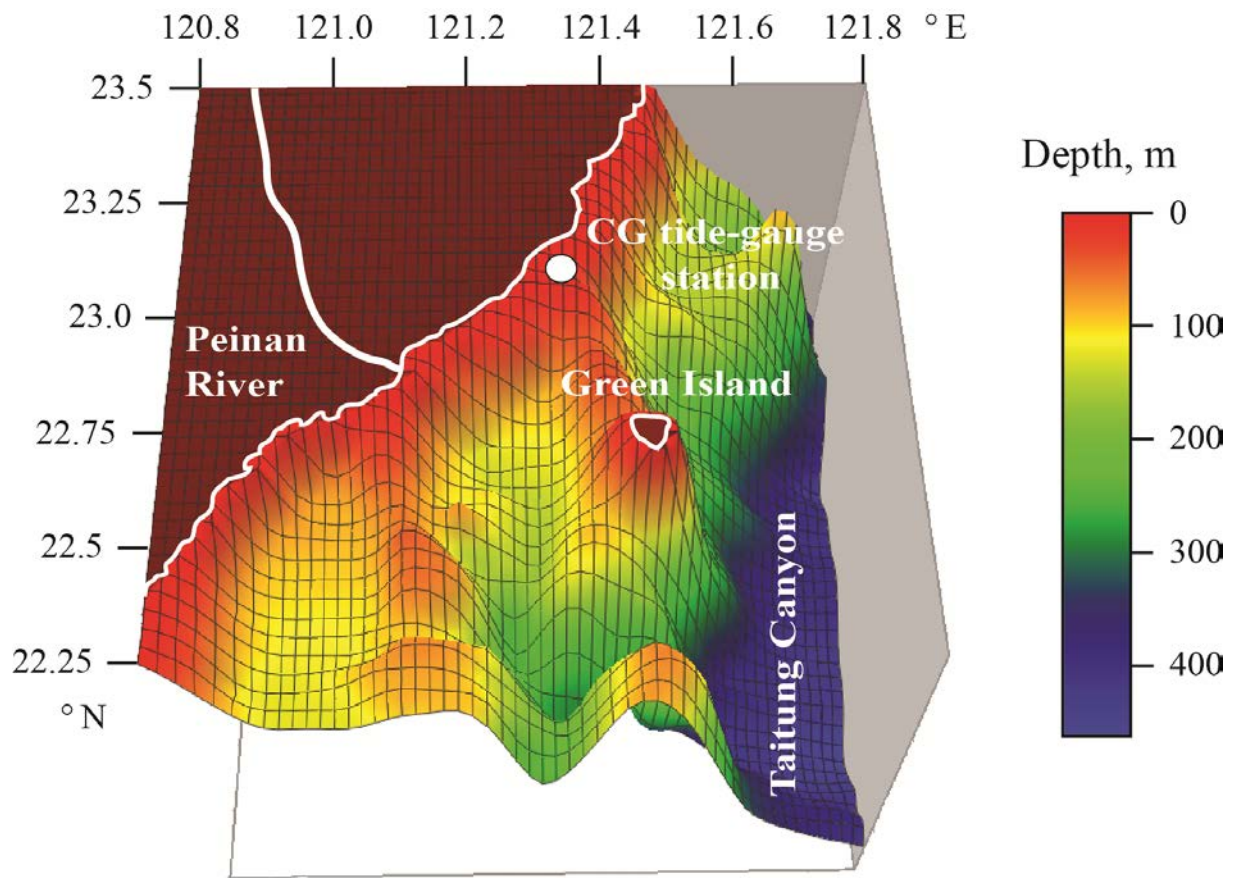 120.8 121.0 121.2 121.4 121.6 121.8 ° E
23.5
23.25
23.0
22.75
22.5
22.25
° N
Peinan
River
CG tide-gauge
station
Green Island
Taitung Canyon
Depth, m
0
100
200
300
400